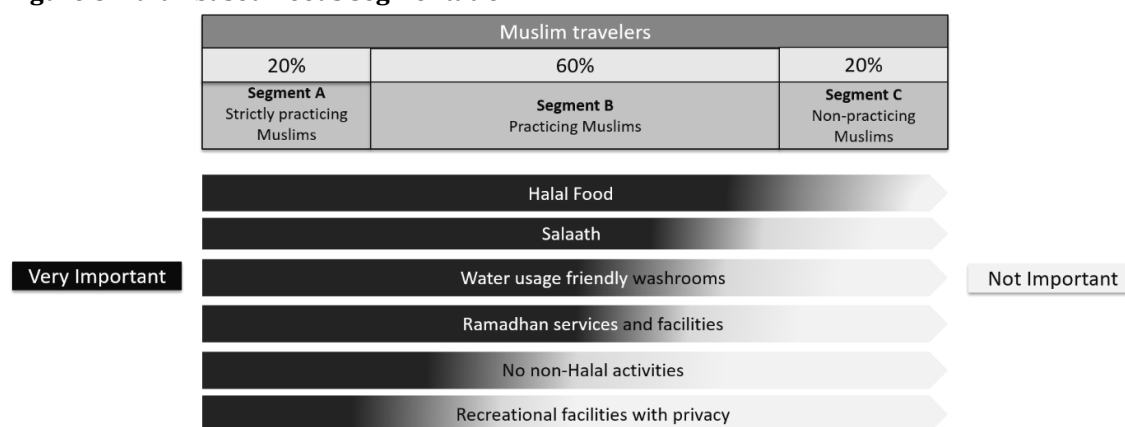 Muslim travelers
20% 60% 20%
Segment A
Strictly practicing
Muslims
Segment B
Practicing Muslims
Segment C
Non-practicing
Muslims
Halal Food
Salaath
Very Important
Water usage friendly washrooms
Not Important
Ramadhan services and facilities
No non-Halal activities
Recreational facilities with privacy